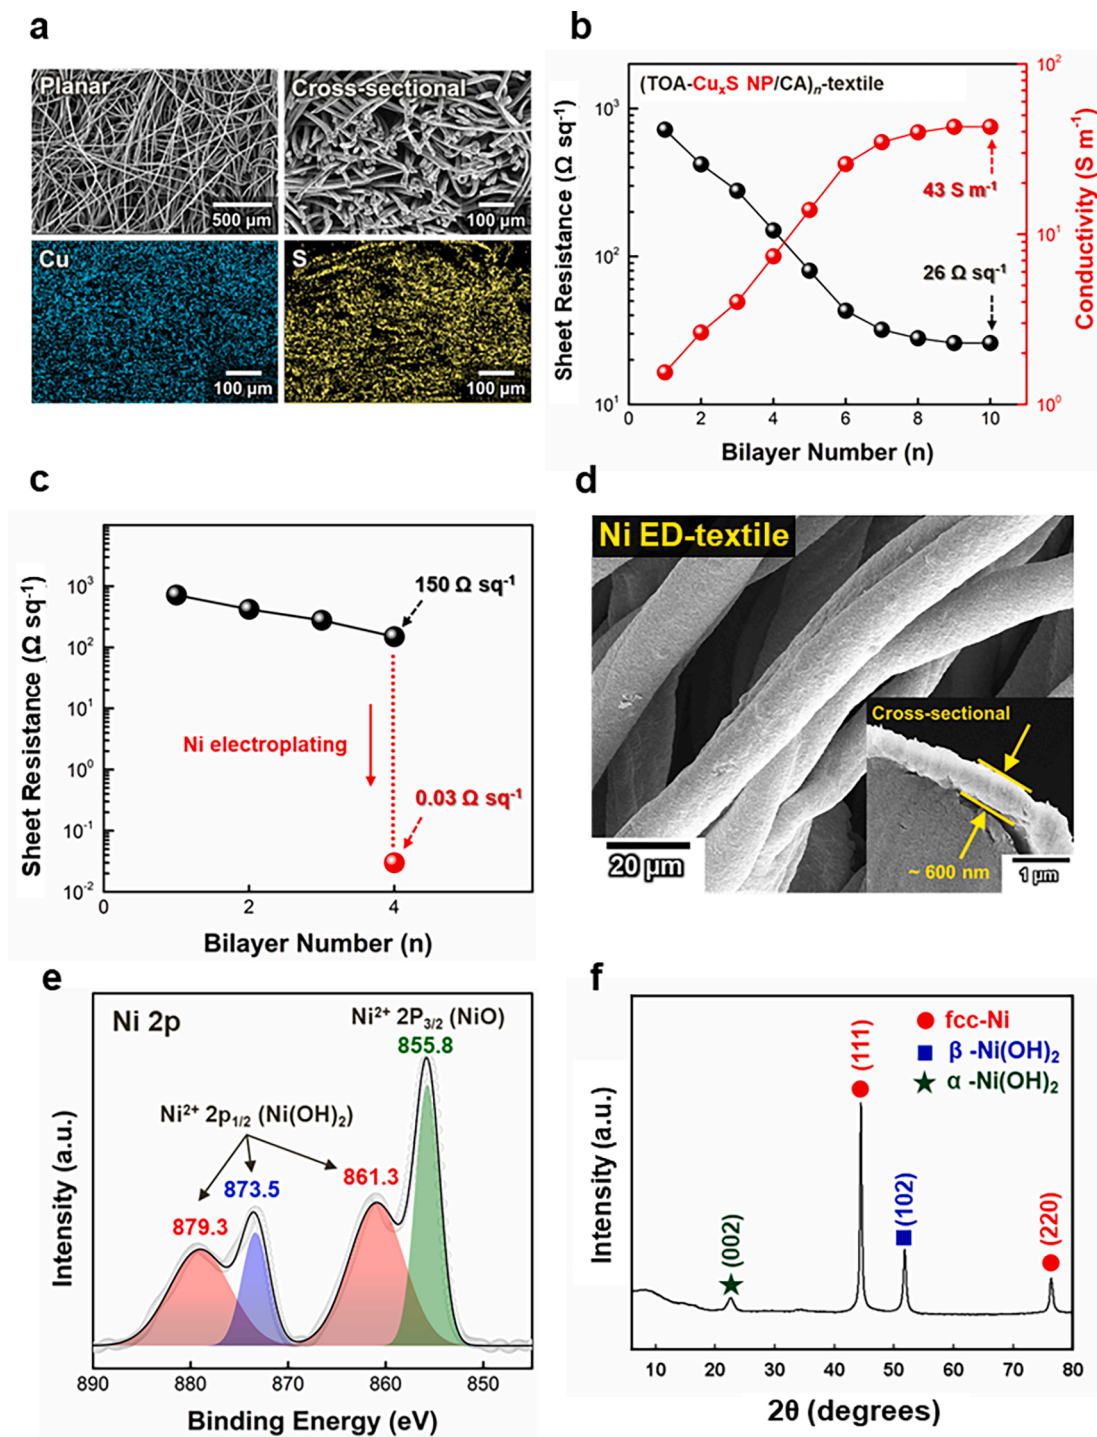 a
Planar
500 μm
Cross-sectional
100 μm
Cu
100 μm
S
100 μm
b
(TOA-CuxS NP/CA)n-textile
Sheet Resistance (Ω sq-1)
Conductivity (S m-1)
10³
10²
10¹
10²
10¹
10⁰
43 S m-1
26 Ω sq-1
0 2 4 6 8 10
Bilayer Number (n)
c
Sheet Resistance (Ω sq-1)
10³
10²
10¹
10⁰
10-1
10-2
150 Ω sq-1
Ni electroplating
0.03 Ω sq-1
0 2 4
Bilayer Number (n)
d
Ni ED-textile
Cross-sectional
~ 600 nm
20 μm
1 μm
e
Ni 2p
Ni2+ 2P3/2 (NiO)
855.8
Ni2+ 2p1/2 (Ni(OH)2)
861.3
873.5
879.3
Intensity (a.u.)
890 880 870 860 850
Binding Energy (eV)
f
fcc-Ni
β -Ni(OH)2
α -Ni(OH)2
(111)
(102)
(002)
(220)
Intensity (a.u.)
10 20 30 40 50 60 70 80
2θ (degrees)